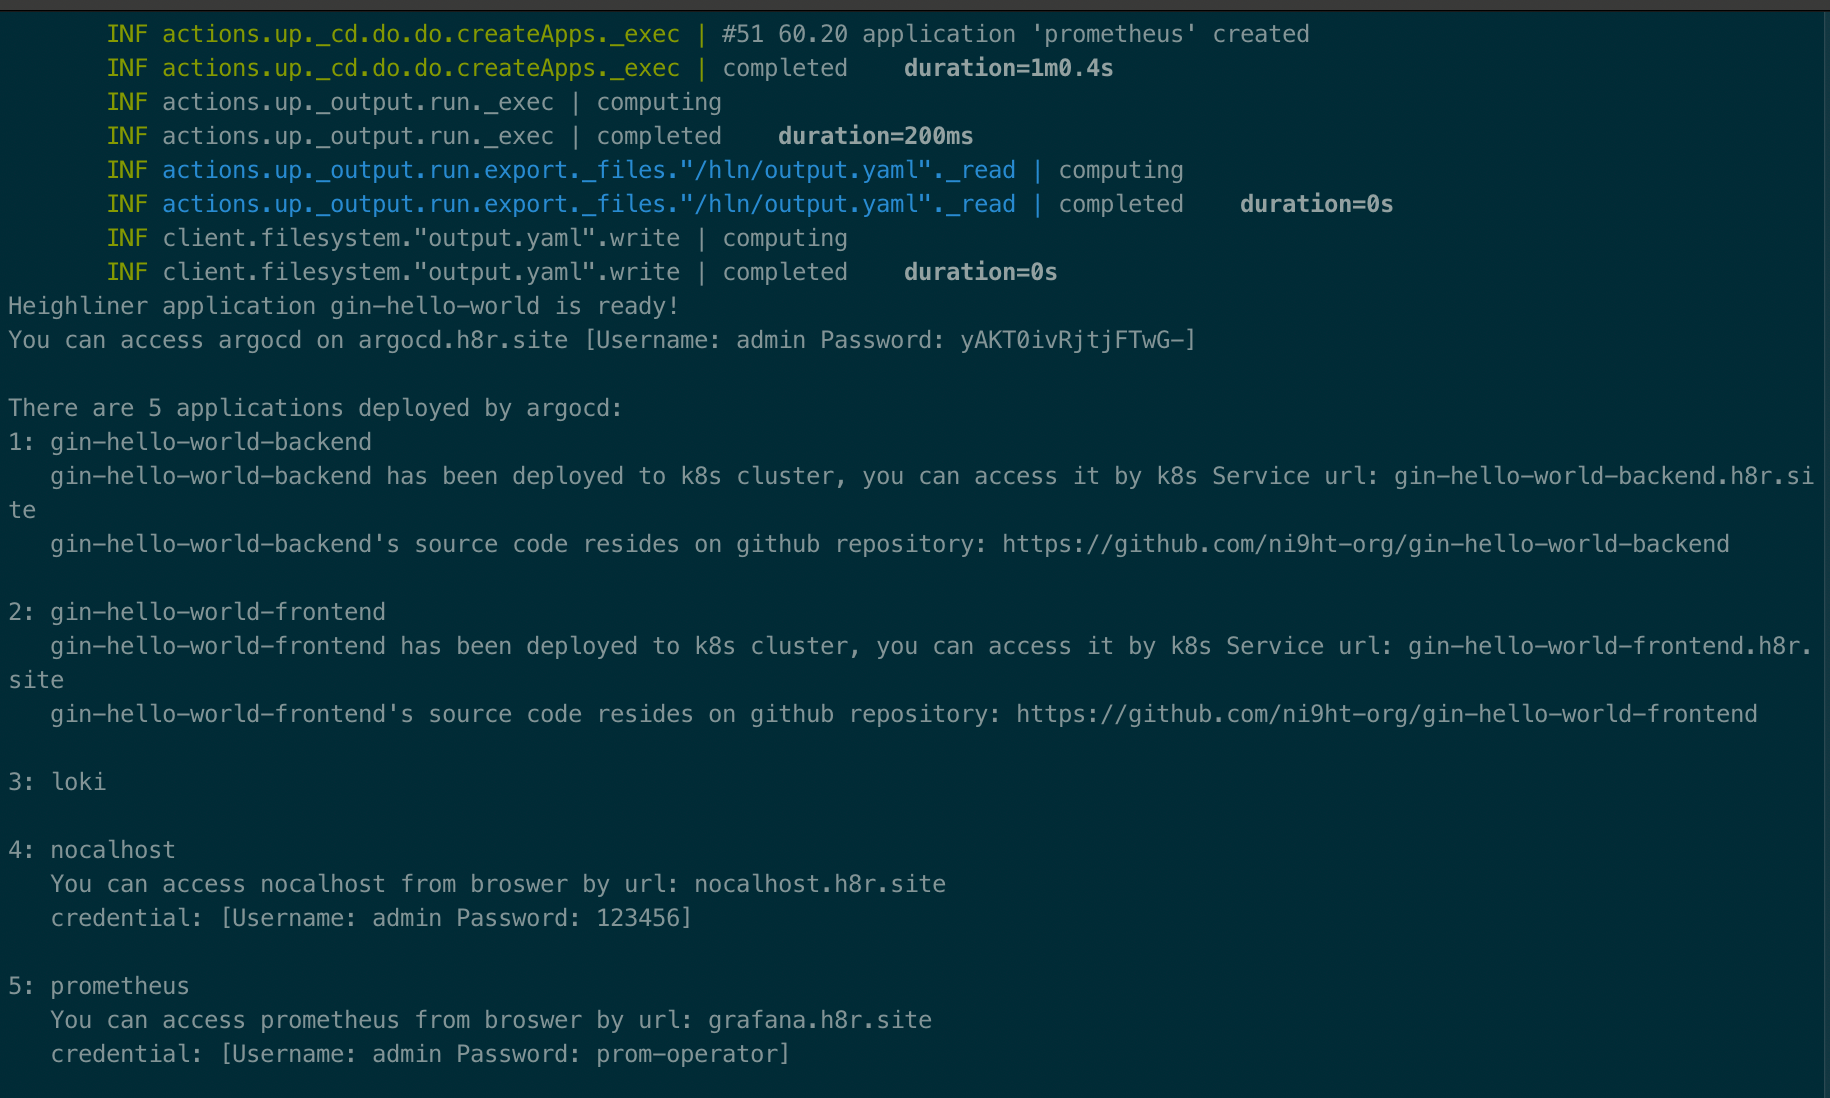 INF actions.up._cd.do.do.createApps._exec | #51 60.20 application 'prometheus' created
INF actions.up._cd.do.do.createApps._exec | completed    duration=1m0.4s
INF actions.up._output.run._exec | computing
INF actions.up._output.run._exec | completed    duration=200ms
INF actions.up._output.run.export._files."/hln/output.yaml"._read | computing
INF actions.up._output.run.export._files."/hln/output.yaml"._read | completed    duration=0s
INF client.filesystem."output.yaml".write | computing
INF client.filesystem."output.yaml".write | completed    duration=0s
Heighliner application gin-hello-world is ready!
You can access argocd on argocd.h8r.site [Username: admin Password: yAKT0ivRjtjFTwG-]
There are 5 applications deployed by argocd:
1: gin-hello-world-backend
gin-hello-world-backend has been deployed to k8s cluster, you can access it by k8s Service url: gin-hello-world-backend.h8r.si
te
gin-hello-world-backend's source code resides on github repository: https://github.com/ni9ht-org/gin-hello-world-backend
2: gin-hello-world-frontend
gin-hello-world-frontend has been deployed to k8s cluster, you can access it by k8s Service url: gin-hello-world-frontend.h8r.
site
gin-hello-world-frontend's source code resides on github repository: https://github.com/ni9ht-org/gin-hello-world-frontend
3: loki
4: nocalhost
You can access nocalhost from broswer by url: nocalhost.h8r.site
credential: [Username: admin Password: 123456]
5: prometheus
You can access prometheus from broswer by url: grafana.h8r.site
credential: [Username: admin Password: prom-operator]